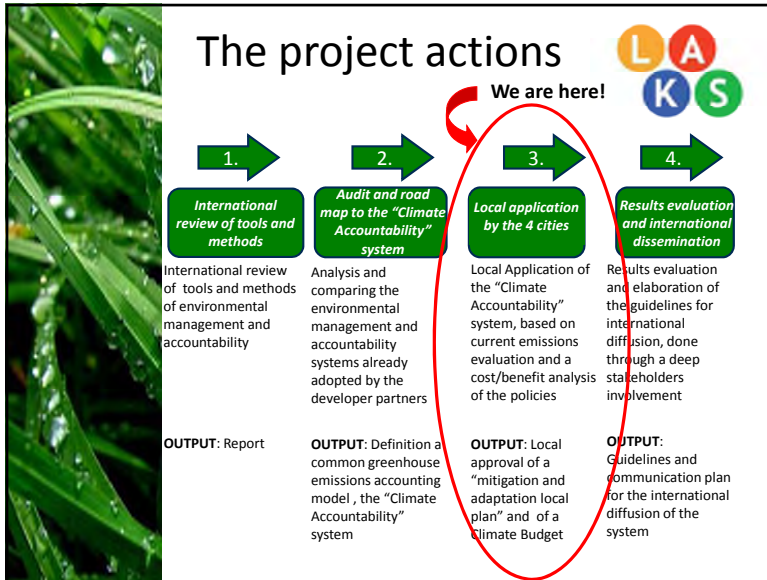 The project actions
L A
K S
We are here!
1.
2.
3.
4.
International
review of tools and
methods
Audit and road
map to the “Climate
Accountability”
system
Local application
by the 4 cities
Results evaluation
and international
dissemination
International review
of tools and methods
of environmental
management and
accountability
Analysis and
comparing the
environmental
management and
accountability
systems already
adopted by the
developer partners
Local Application of
the “Climate
Accountability”
system, based on
current emissions
evaluation and a
cost/benefit analysis
of the policies
Results evaluation
and elaboration of
the guidelines for
international
diffusion, done
through a deep
stakeholders
involvement
OUTPUT: Report
OUTPUT: Definition a
common greenhouse
emissions accounting
model , the “Climate
Accountability”
system
OUTPUT: Local
approval of a
“mitigation and
adaptation local
plan” and of a
Climate Budget
OUTPUT:
Guidelines and
communication plan
for the international
diffusion of the
system